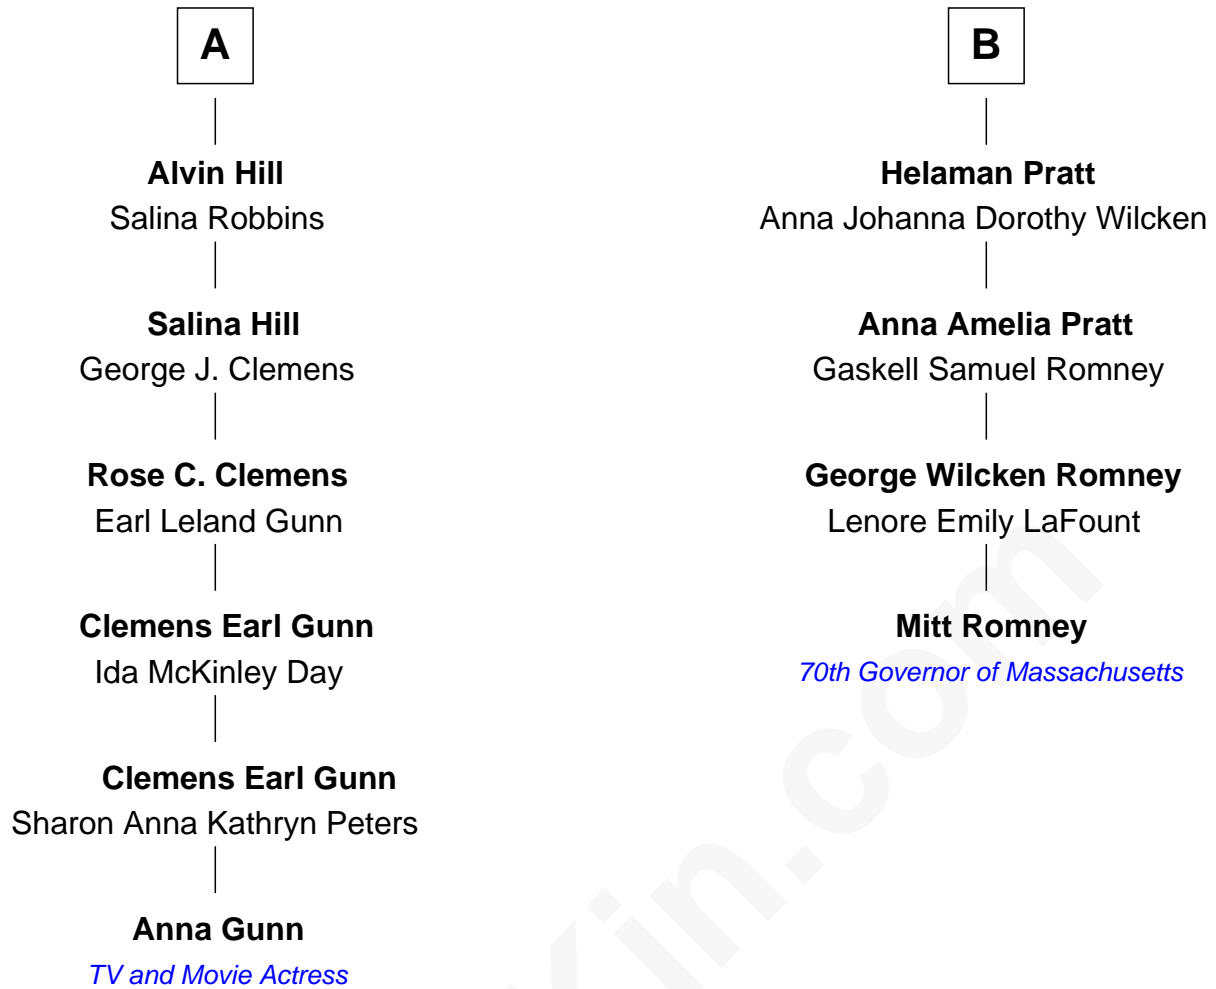 A
Alvin Hill
Salina Robbins
Salina Hill
George J. Clemens
Rose C. Clemens
Earl Leland Gunn
Clemens Earl Gunn
Ida McKinley Day
Clemens Earl Gunn
Sharon Anna Kathryn Peters
Anna Gunn
TV and Movie Actress
B
Helaman Pratt
Anna Johanna Dorothy Wilcken
Anna Amelia Pratt
Gaskell Samuel Romney
George Wilcken Romney
Lenore Emily LaFount
Mitt Romney
70th Governor of Massachusetts